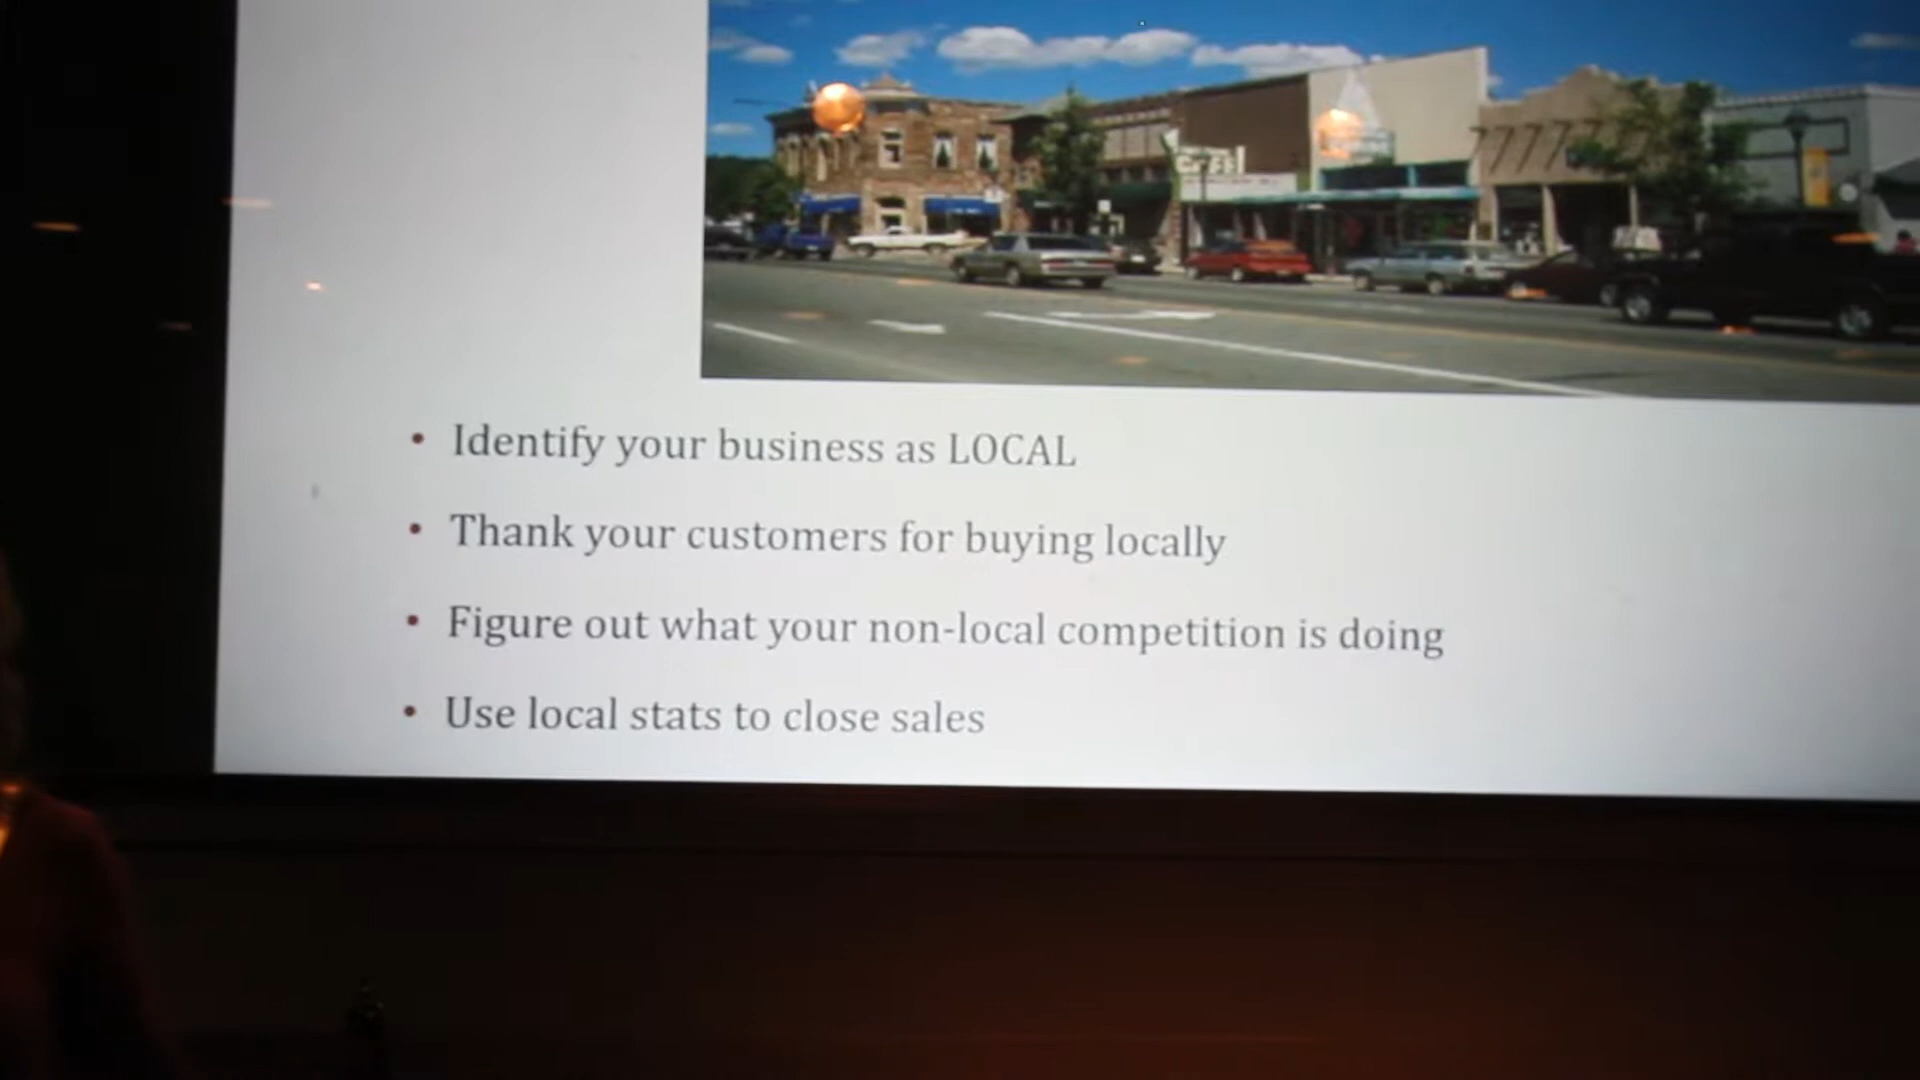 CAFE
• Identify your business as LOCAL
• Thank your customers for buying locally
• Figure out what your non-local competition is doing
• Use local stats to close sales